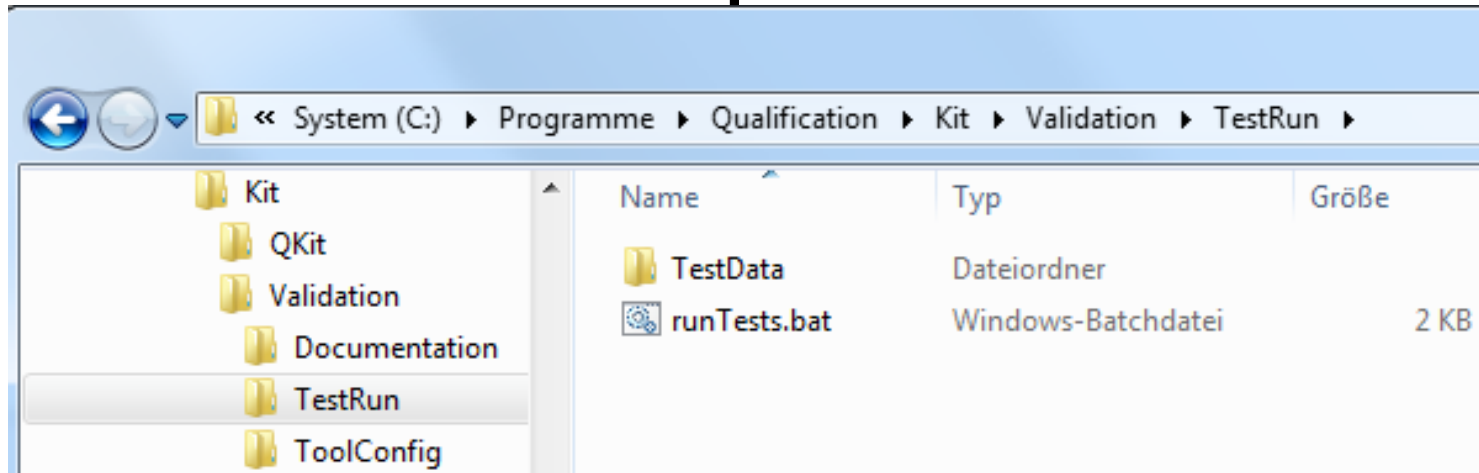 « System (C:) ▸ Programme ▸ Qualification ▸ Kit ▸ Validation ▸ TestRun ▸
Kit
QKit
Validation
Documentation
TestRun
ToolConfig
Name Typ Größe
TestData Dateiordner
runTests.bat Windows-Batchdatei 2 KB